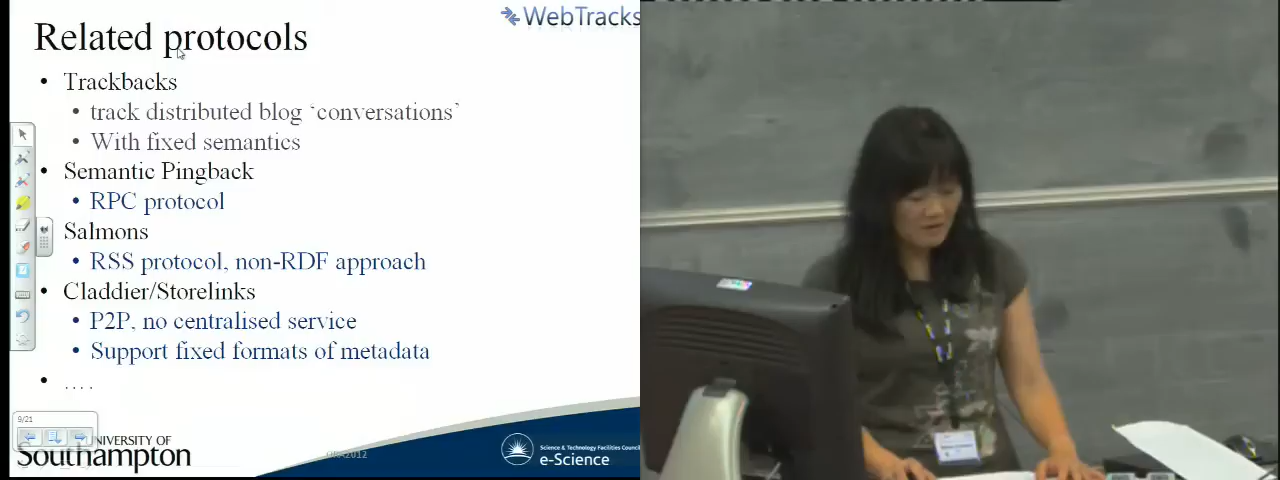 WebTracks
Related protocols
• Trackbacks
• track distributed blog ‘conversations’
• With fixed semantics
• Semantic Pingback
• RPC protocol
• Salmons
• RSS protocol, non-RDF approach
• Claddier/Storelinks
• P2P, no centralised service
• Support fixed formats of metadata
• ....
9/21
UNIVERSITY OF
Southampton
Science & Technology Facilities Council
e-Science